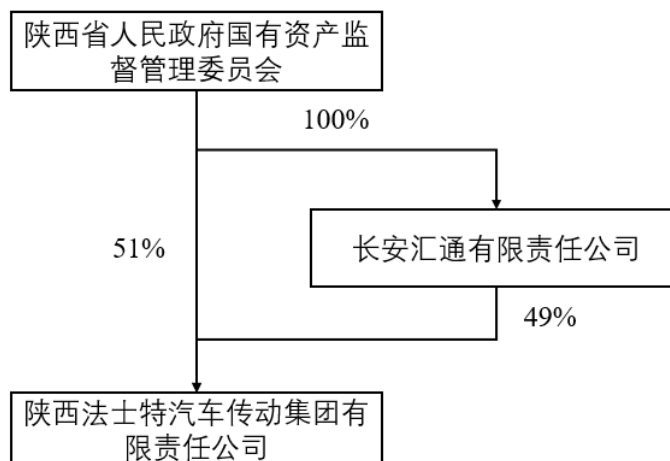 陕西省人民政府国有资产监
督管理委员会
100%
51%
长安汇通有限责任公司
49%
陕西法士特汽车传动集团有
限责任公司